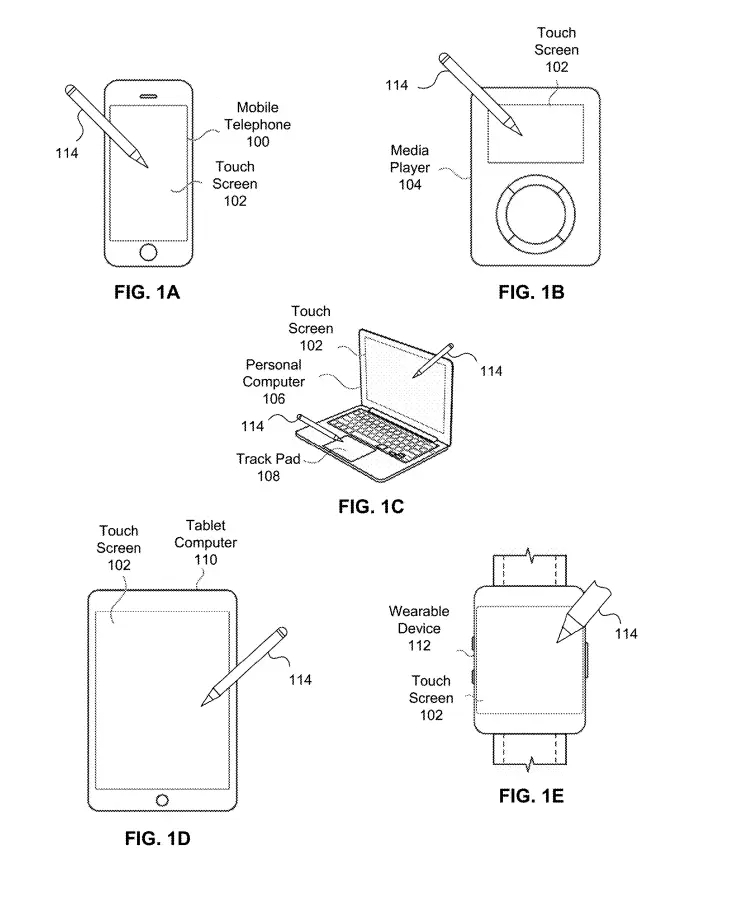 114
Mobile
Telephone
100
Touch
Screen
102
FIG. 1A
Touch
Screen
102
114
Media
Player
104
FIG. 1B
Touch
Screen
102
114
Personal
Computer
106
114
Track Pad
108
FIG. 1C
Touch
Screen
102
Tablet
Computer
110
114
FIG. 1D
Wearable
Device
112
114
Touch
Screen
102
FIG. 1E